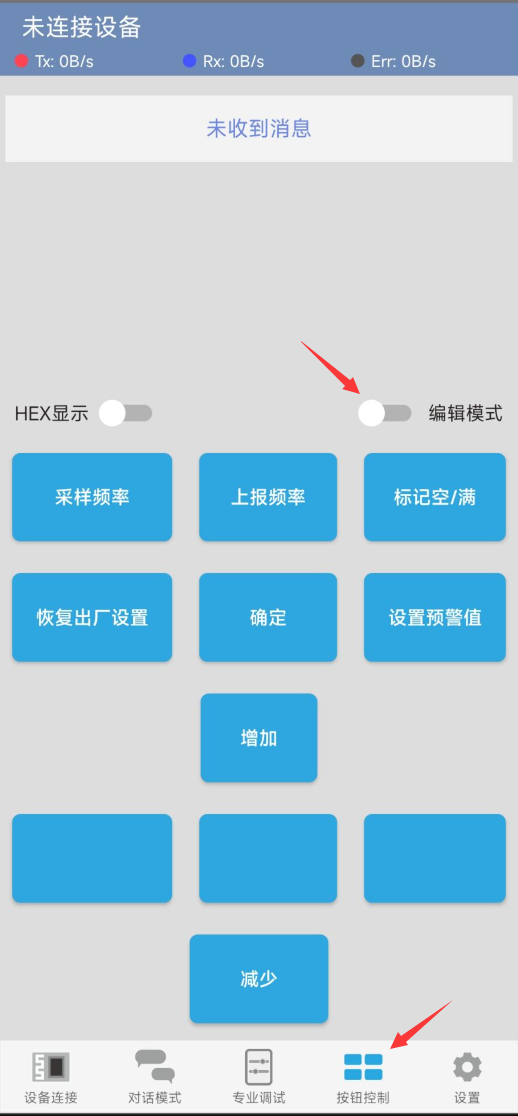 未连接设备
Tx: 0B/s Rx: 0B/s Err: 0B/s
未收到消息
HEX显示 编辑模式
采样频率 上报频率 标记空/满
恢复出厂设置 确定 设置预警值
增加
减少
设备连接 对话模式 专业调试 按钮控制 设置